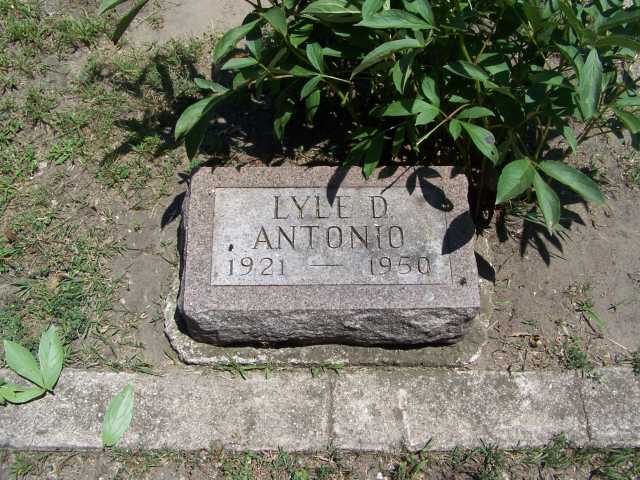 LYLE D.
ANTONIO
1921 — 1950